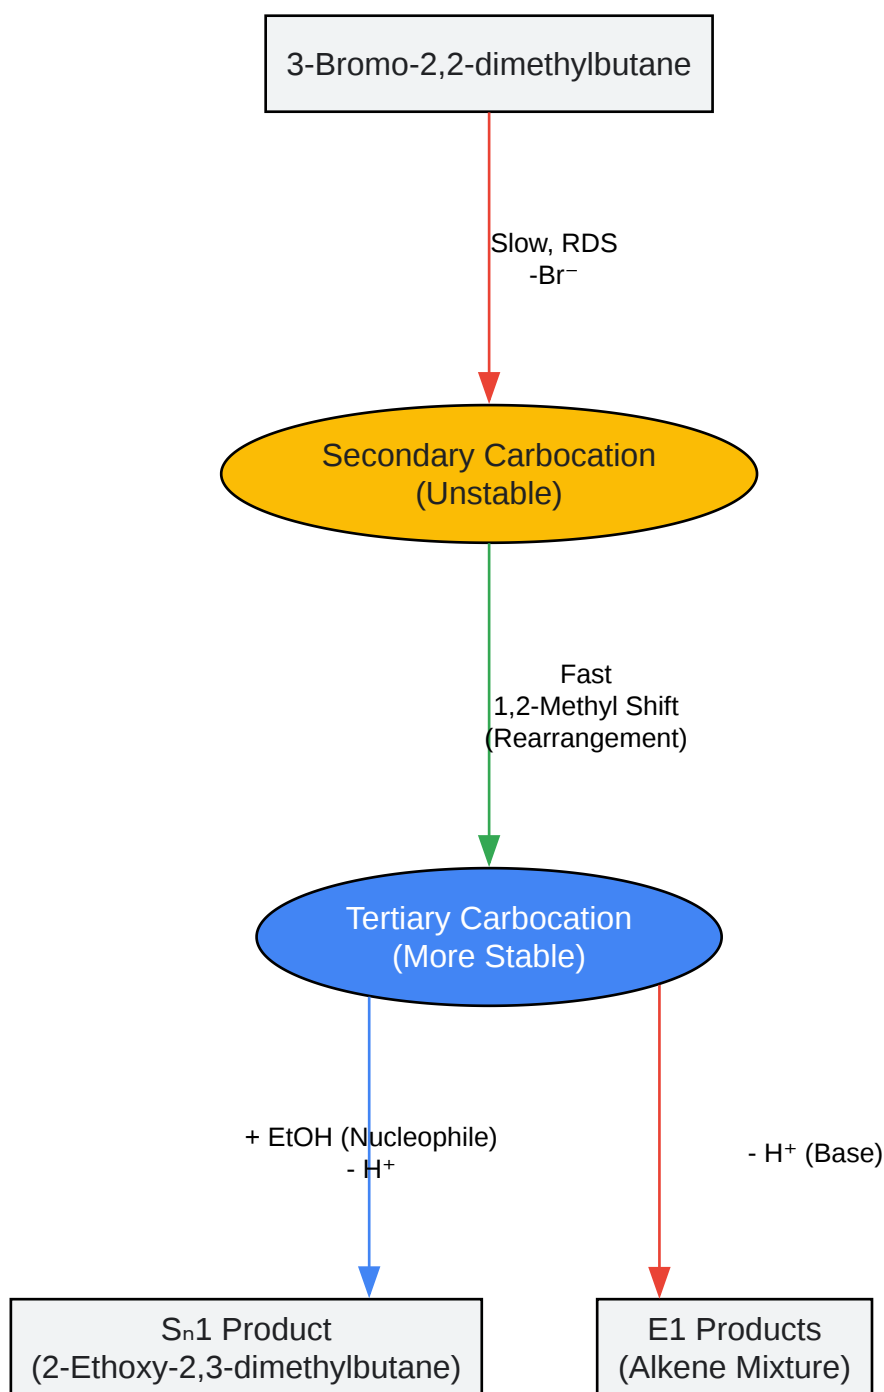 3-Bromo-2,2-dimethylbutane
Slow, RDS
-Br⁻
Secondary Carbocation
(Unstable)
Fast
1,2-Methyl Shift
(Rearrangement)
Tertiary Carbocation
(More Stable)
+ EtOH (Nucleophile)
- H⁺
- H⁺ (Base)
Sₙ1 Product
(2-Ethoxy-2,3-dimethylbutane)
E1 Products
(Alkene Mixture)